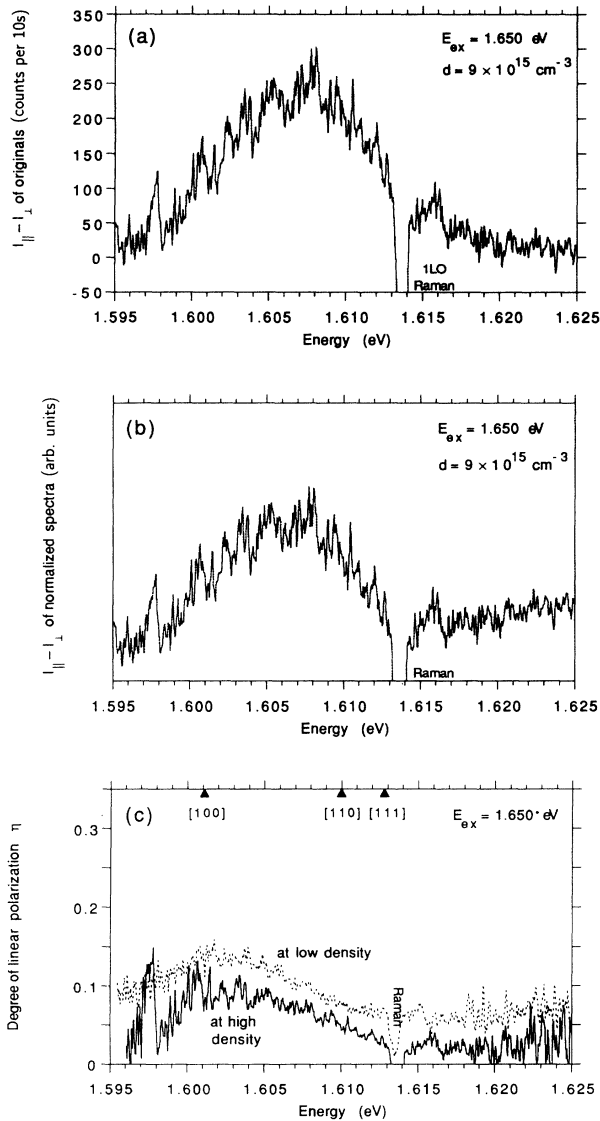 (a)
E_ex = 1.650 eV
d = 9 × 10^15 cm^-3
I_|| – I_⊥ of originals (counts per 10s)
350
300
250
200
150
100
50
0
-50
1LO
Raman
1.595 1.600 1.605 1.610 1.615 1.620 1.625
Energy (eV)
(b)
E_ex = 1.650 eV
d = 9 × 10^15 cm^-3
I_|| – I_⊥ of normalized spectra (arb. units)
Raman
1.595 1.600 1.605 1.610 1.615 1.620 1.625
Energy (eV)
(c)
[100] [110] [111]
E_ex = 1.650 eV
Degree of linear polarization η
0.3
0.2
0.1
0
at low density
at high
density
Raman
1.595 1.600 1.605 1.610 1.615 1.620 1.625
Energy (eV)